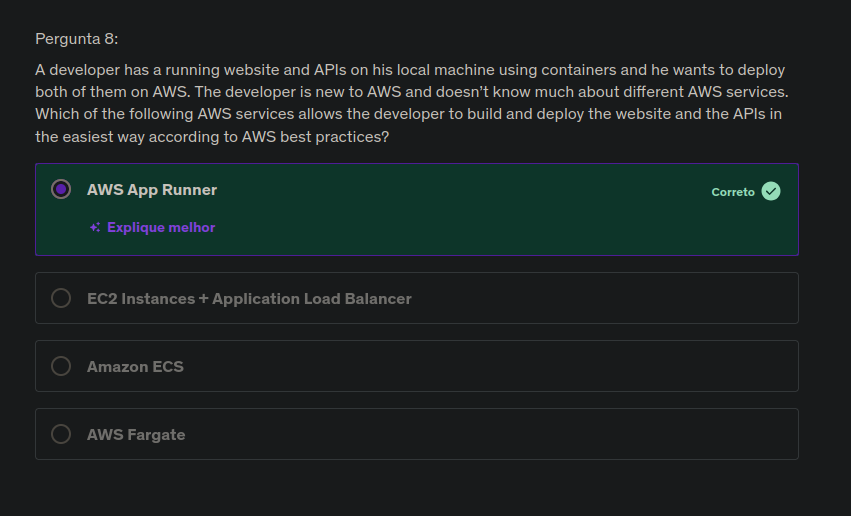 Pergunta 8:
A developer has a running website and APIs on his local machine using containers and he wants to deploy
both of them on AWS. The developer is new to AWS and doesn’t know much about different AWS services.
Which of the following AWS services allows the developer to build and deploy the website and the APIs in
the easiest way according to AWS best practices?
AWS App Runner
Correto
Explique melhor
EC2 Instances + Application Load Balancer
Amazon ECS
AWS Fargate